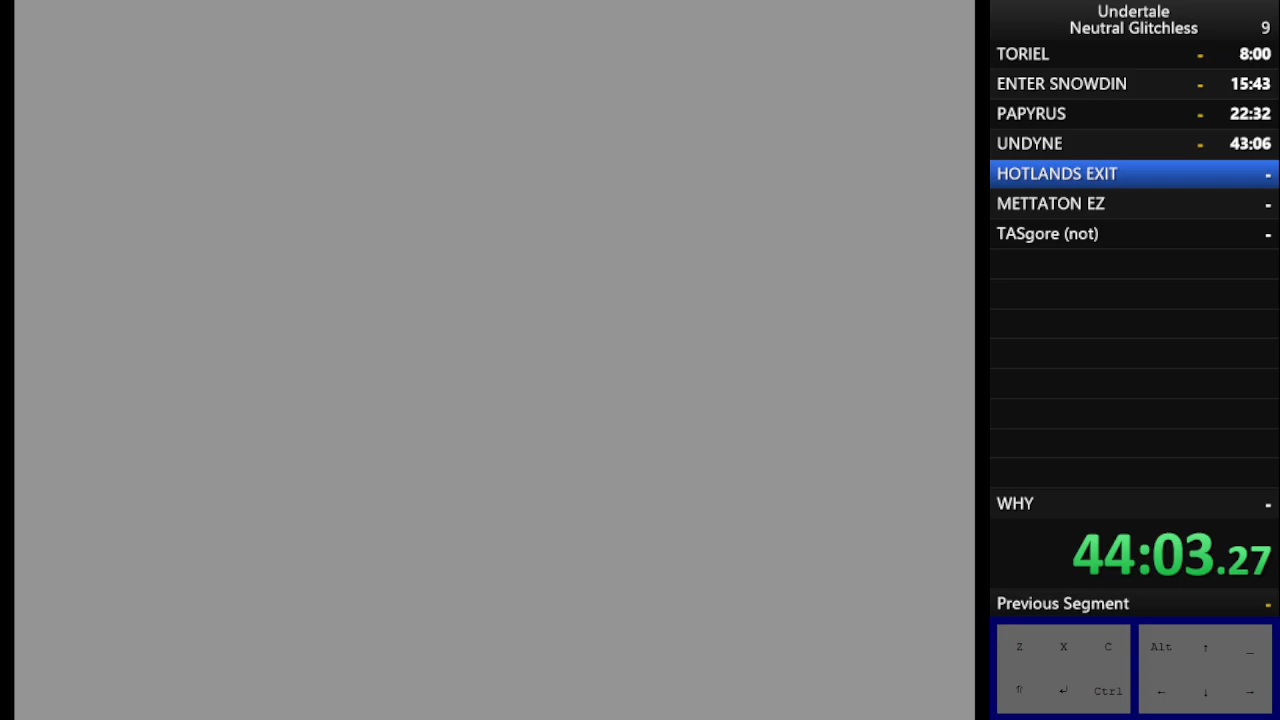 Undertale
Neutral Glitchless 9
TORIEL - 8:00
ENTER SNOWDIN - 15:43
PAPYRUS - 22:32
UNDYNE - 43:06
HOTLANDS EXIT -
METTATON EZ -
TASgore (not) -
WHY -
44:03.27
Previous Segment -
Z X C Alt ↑ _
⇧ ↵ Ctrl ← ↓ →